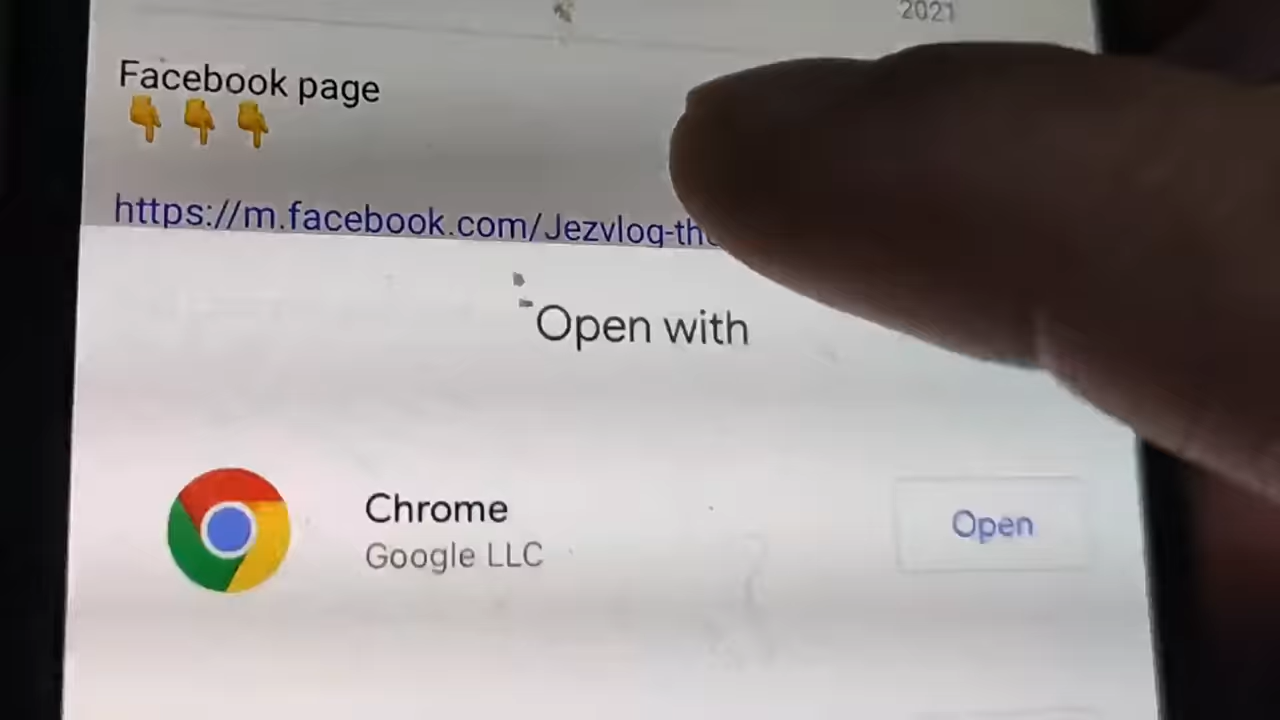 2021
Facebook page
👇👇👇
https://m.facebook.com/Jezvlog-th
Open with
Chrome
Google LLC
Open